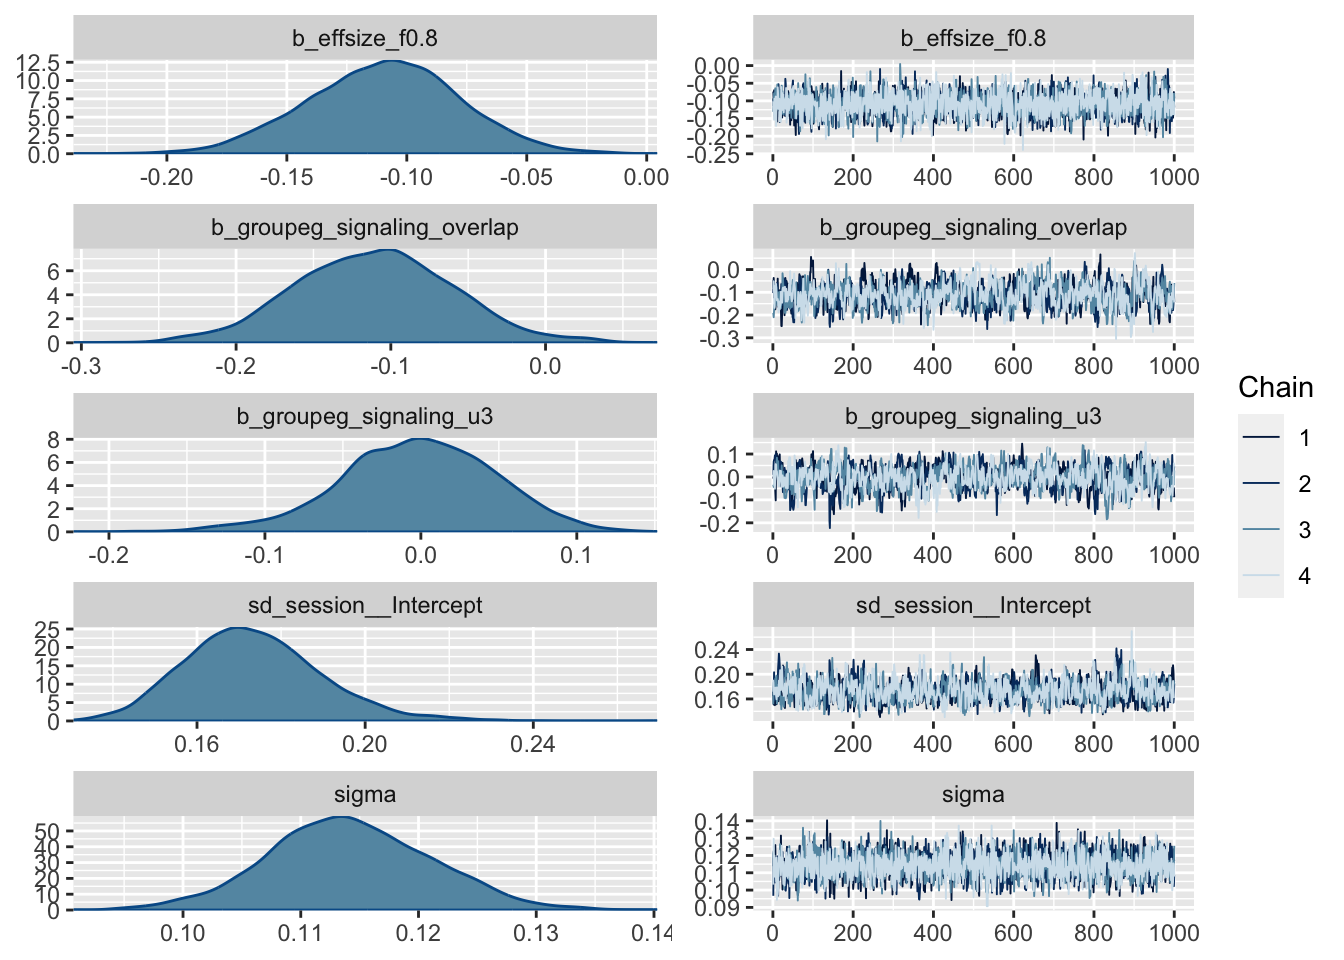 b_effsize_f0.8
12.5
10.0
7.5
5.0
2.5
0.0
-0.20 -0.15 -0.10 -0.05 0.00
b_effsize_f0.8
0.00
-0.05
-0.10
-0.15
-0.20
-0.25
0 200 400 600 800 1000
b_groupeg_signaling_overlap
6
4
2
0
-0.3 -0.2 -0.1 0.0
b_groupeg_signaling_overlap
0.0
-0.1
-0.2
-0.3
0 200 400 600 800 1000
b_groupeg_signaling_u3
8
6
4
2
0
-0.2 -0.1 0.0 0.1
b_groupeg_signaling_u3
0.1
0.0
-0.1
-0.2
0 200 400 600 800 1000
sd_session__Intercept
25
20
15
10
5
0
0.16 0.20 0.24
sd_session__Intercept
0.24
0.20
0.16
0 200 400 600 800 1000
sigma
50
40
30
20
10
0
0.10 0.11 0.12 0.13 0.14
sigma
0.14
0.13
0.12
0.11
0.10
0.09
0 200 400 600 800 1000
Chain
1
2
3
4